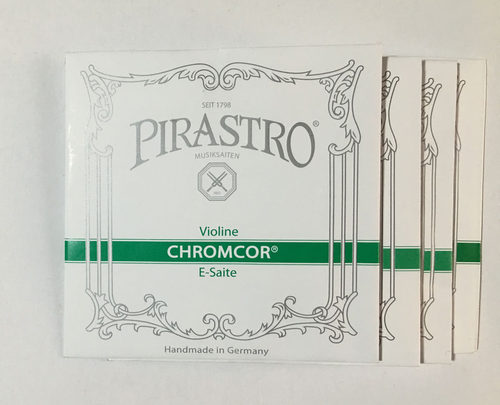 SEIT 1798
PIRASTRO®
MUSIKSAITEN
Violine
CHROMCOR®
E-Saite
Handmade in Germany